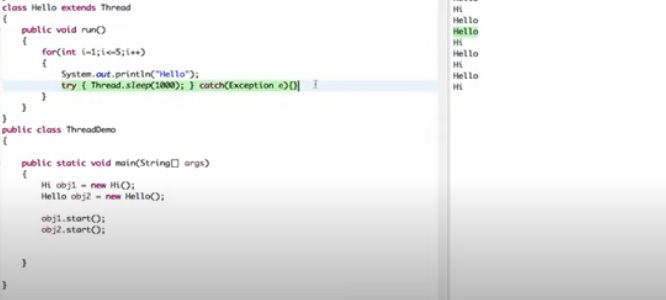 class Hello extends Thread
{
public void run()
{
for(int i=1;i<=5;i++)
{
System.out.println("Hello");
try { Thread.sleep(1000); } catch(Exception e){}
}
}
}
public class ThreadDemo
{
public static void main(String[] args)
{
Hi obj1 = new Hi();
Hello obj2 = new Hello();
obj1.start();
obj2.start();
}
}
Hi
Hello
Hello
Hi
Hello
Hi
Hello
Hi